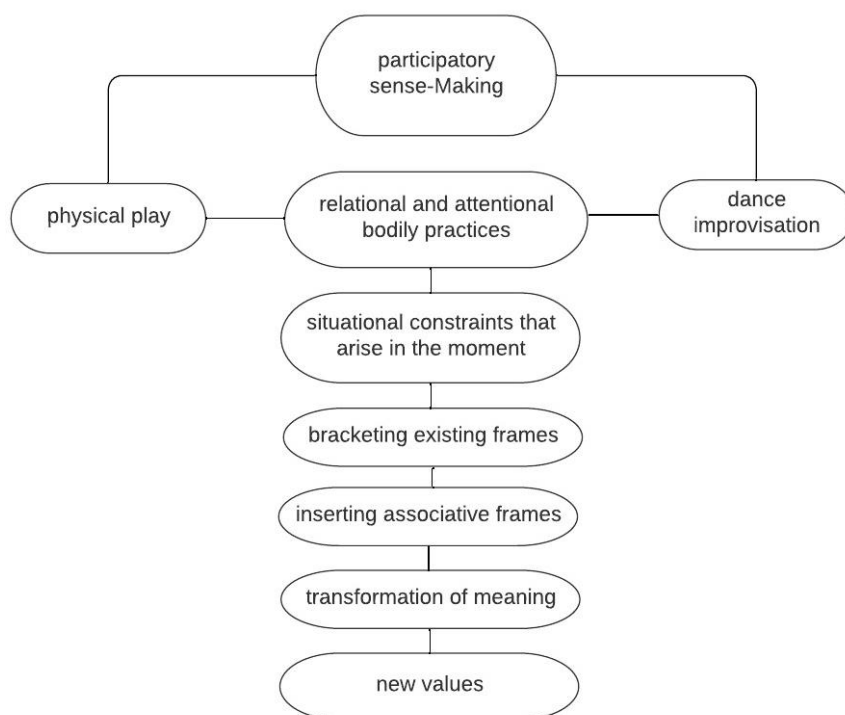 participatory
sense-Making
physical play
relational and attentional
bodily practices
dance
improvisation
situational constraints that
arise in the moment
bracketing existing frames
inserting associative frames
transformation of meaning
new values